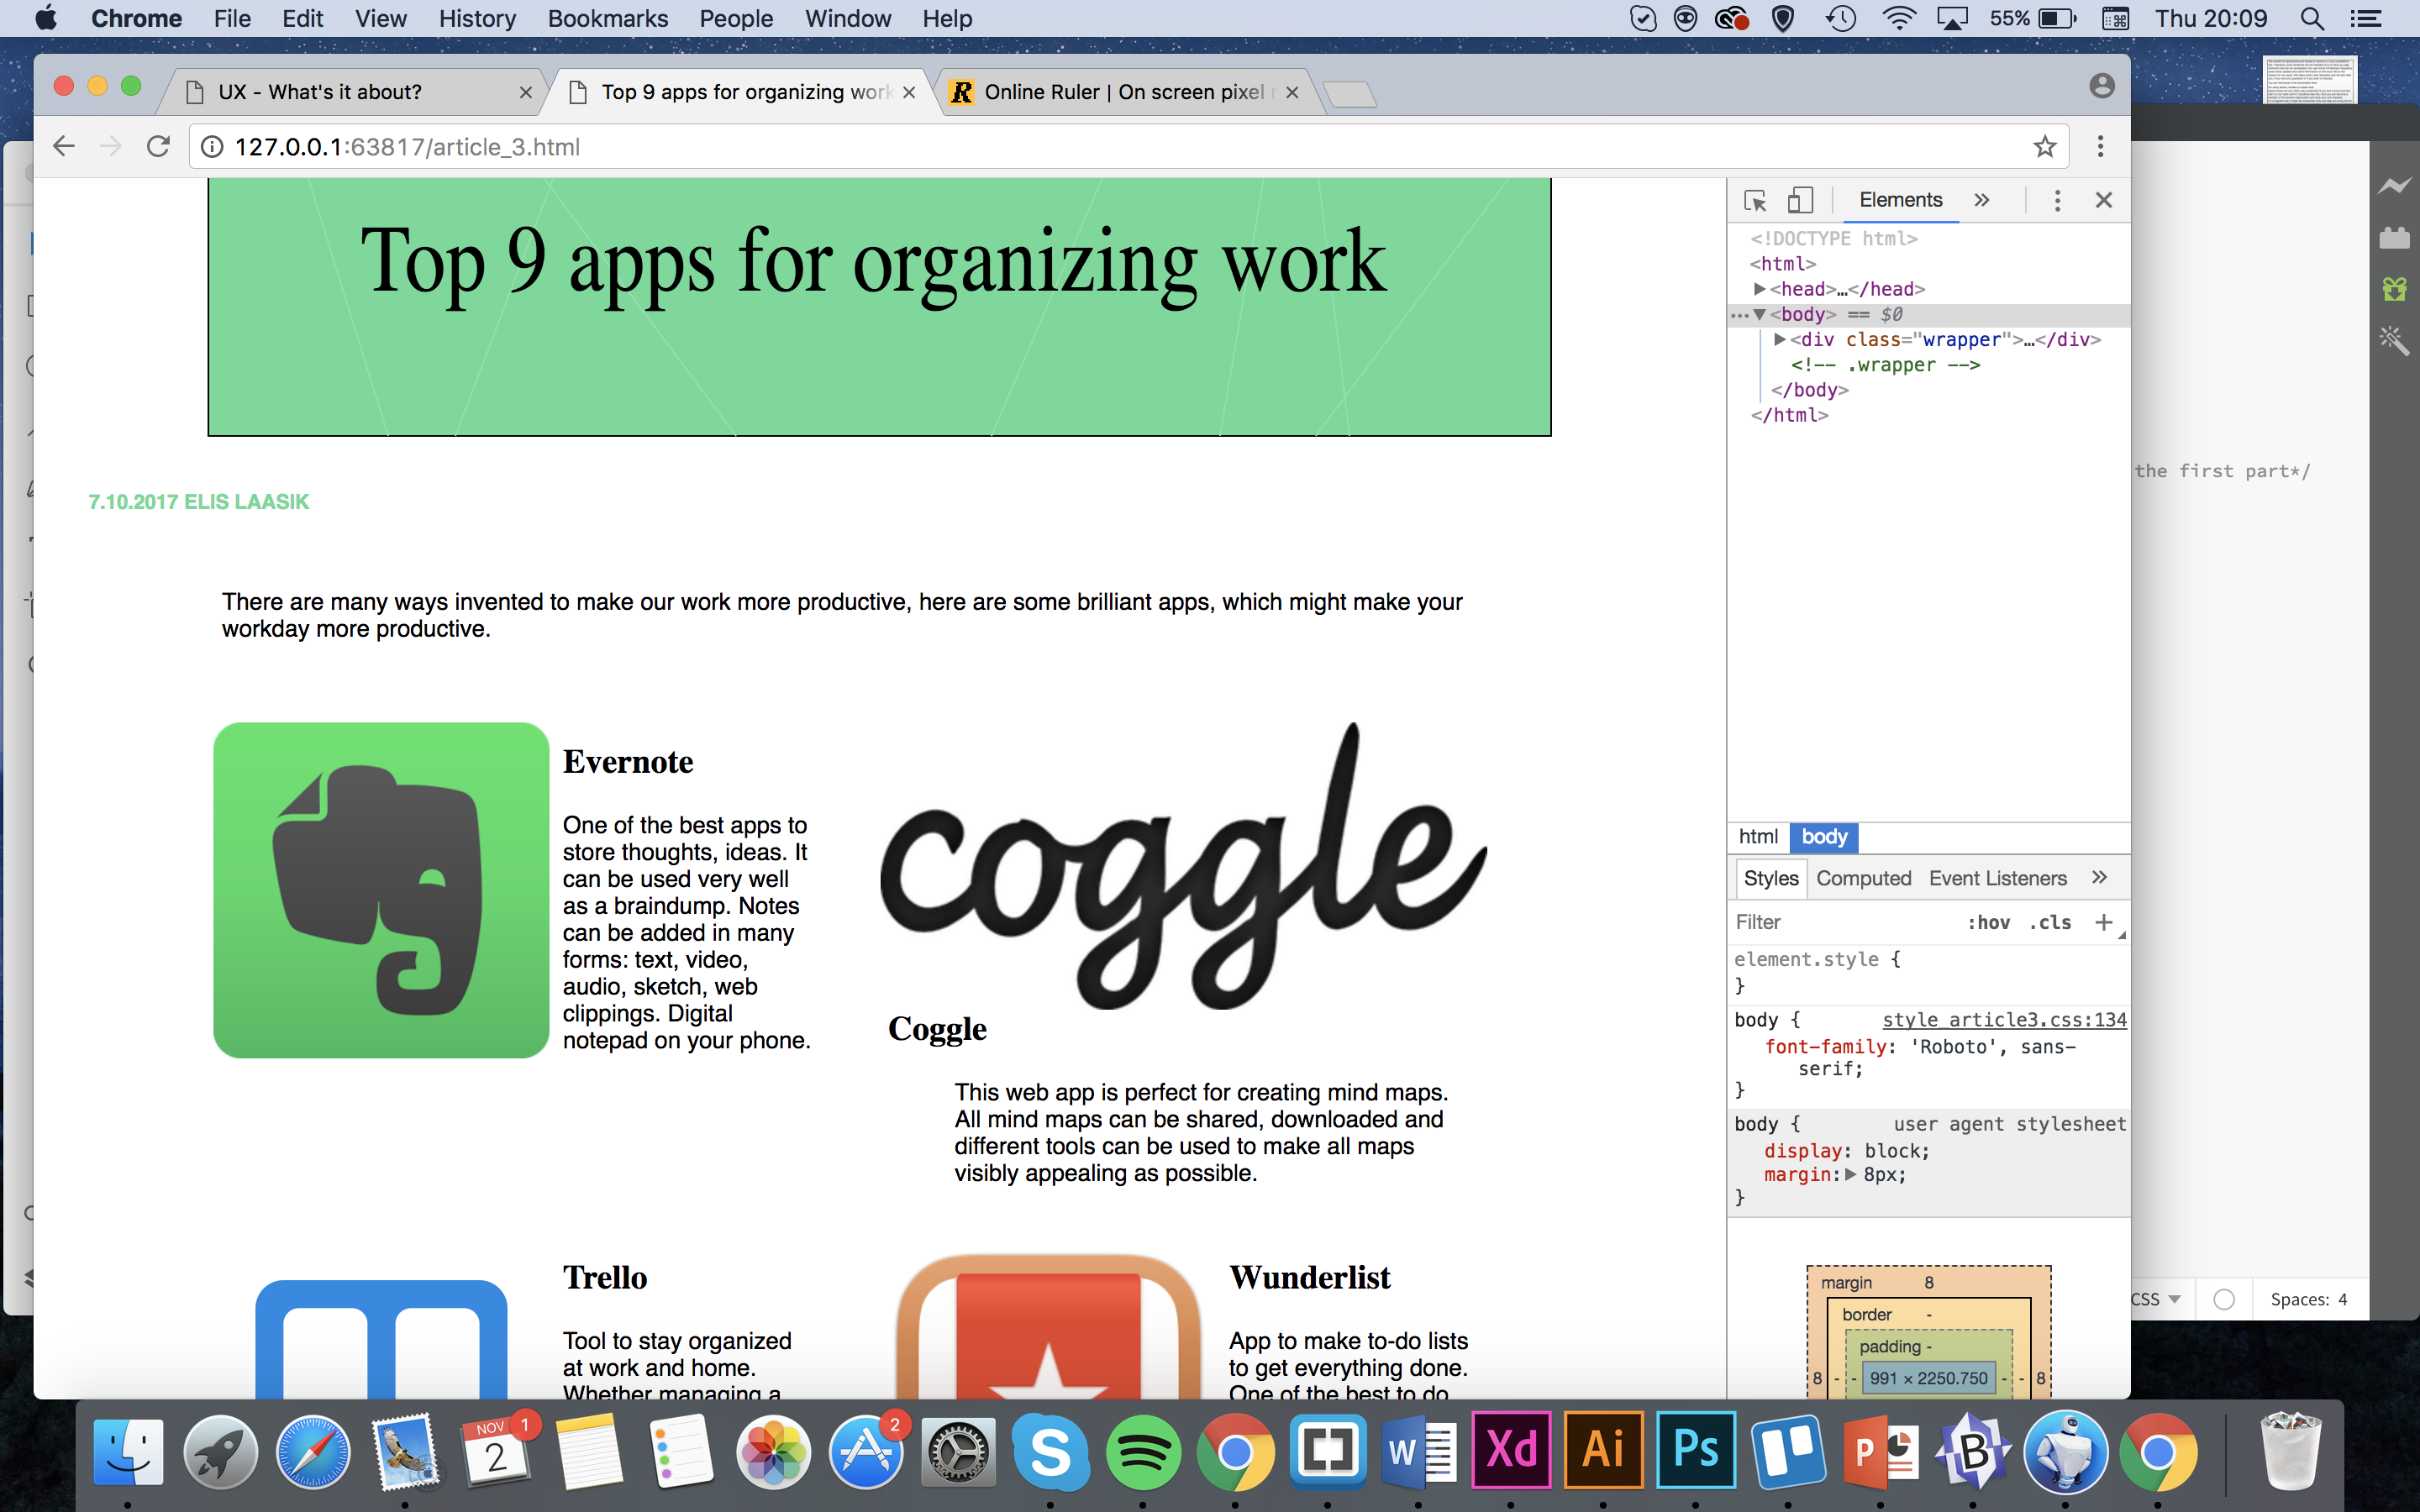 Chrome File Edit View History Bookmarks People Window Help 55% Thu 20:09
UX - What's it about?
Top 9 apps for organizing work
Online Ruler | On screen pixel
127.0.0.1:63817/article_3.html
Top 9 apps for organizing work
7.10.2017 ELIS LAASIK
There are many ways invented to make our work more productive, here are some brilliant apps, which might make your
workday more productive.
Evernote
One of the best apps to
store thoughts, ideas. It
can be used very well
as a braindump. Notes
can be added in many
forms: text, video,
audio, sketch, web
clippings. Digital
notepad on your phone.
coggle
Coggle
This web app is perfect for creating mind maps.
All mind maps can be shared, downloaded and
different tools can be used to make all maps
visibly appealing as possible.
Trello
Tool to stay organized
at work and home.
Whether managing a
Wunderlist
App to make to-do lists
to get everything done.
One of the best to do
Elements »
<!DOCTYPE html>
<html>
<head>…</head>
<body> == $0
<div class="wrapper">…</div>
<!-- .wrapper -->
</body>
</html>
html body
Styles Computed Event Listeners »
Filter :hov .cls +
element.style {
}
body { style_article3.css:134
font-family: 'Roboto', sans-
serif;
}
body { user agent stylesheet
display: block;
margin: 8px;
}
margin 8
border -
padding -
8 - - 991 × 2250.750 - - 8
the first part*/
CSS Spaces: 4
NOV
2
1
2
S
W
Xd
Ai
Ps
P
B